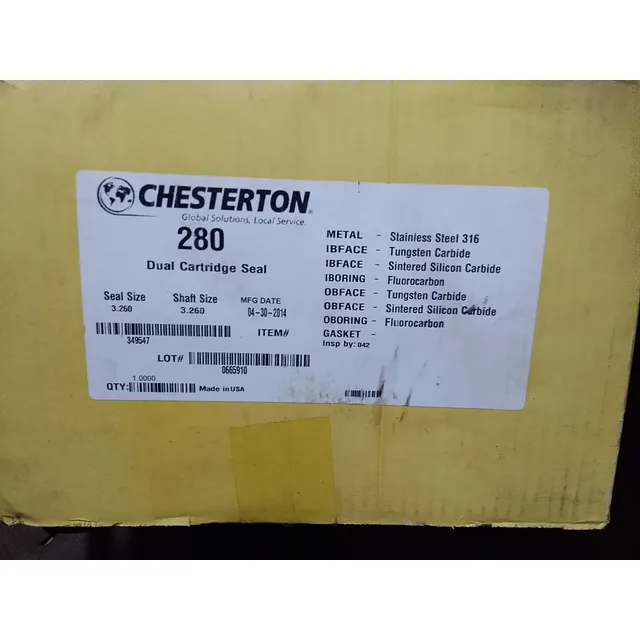 CHESTERTON®
Global Solutions, Local Service.
280
Dual Cartridge Seal
Seal Size Shaft Size MFG DATE
3.260 3.260 04-30-2014
ITEM#
349547
LOT#
0665910
1.0000
QTY: Made in USA
METAL - Stainless Steel 316
IBFACE - Tungsten Carbide
IBFACE - Sintered Silicon Carbide
IBORING - Fluorocarbon
OBFACE - Tungsten Carbide
OBFACE - Sintered Silicon Carbide
OBORING - Fluorocarbon
GASKET -
Insp by: 042